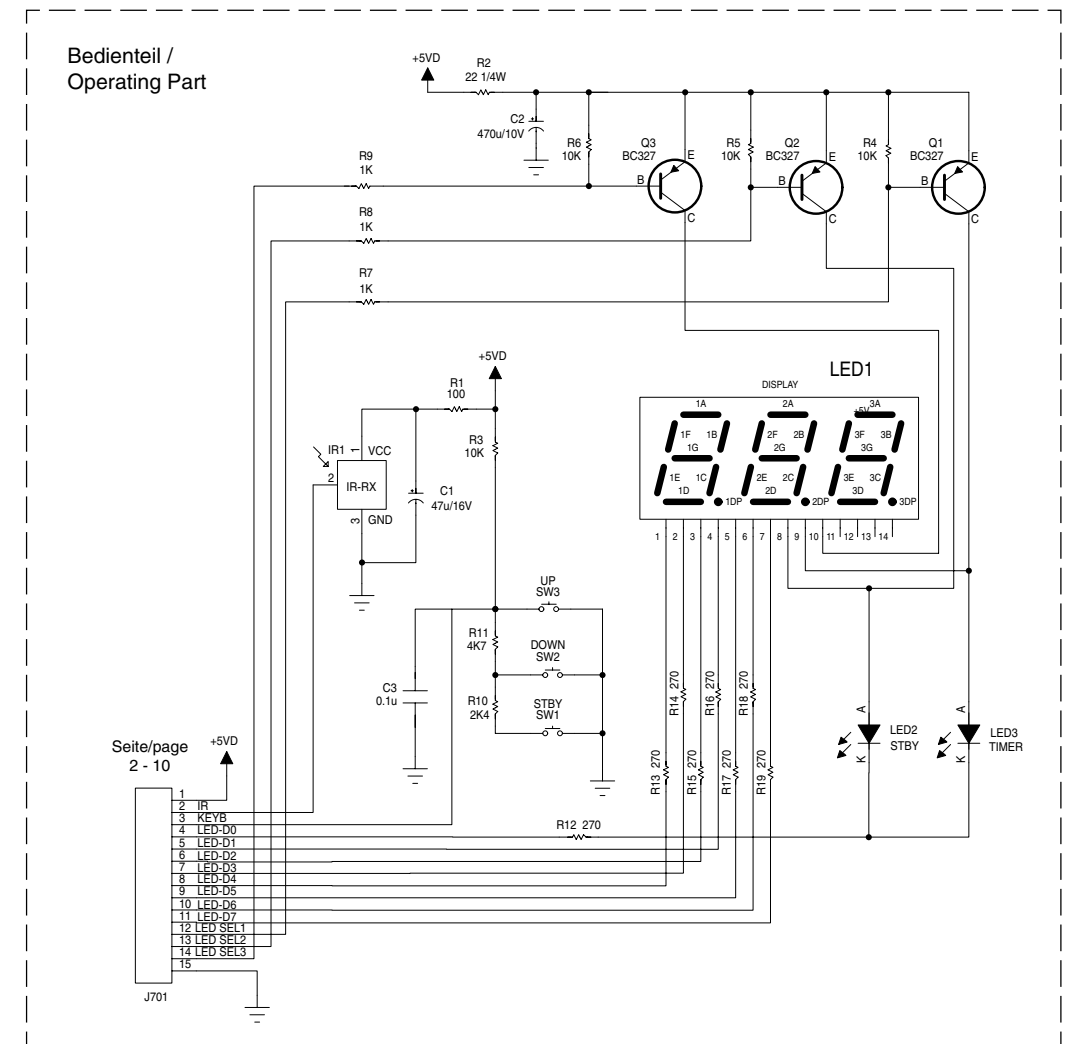 Bedienteil /
Operating Part
+5VD
R2
22 1/4W
C2
470u/10V
R6
10K
Q3
BC327
E
B
C
R5
10K
Q2
BC327
E
B
C
R4
10K
Q1
BC327
E
B
C
R9
1K
R8
1K
R7
1K
+5VD
R1
100
R3
10K
IR1
1
VCC
2
IR-RX
3
GND
C1
47u/16V
LED1
DISPLAY
1A
2A
3A
+5V
1F
1B
2F
2B
3F
3B
1G
2G
3G
1E
1C
2E
2C
3E
3C
1D
1DP
2D
2DP
3D
3DP
1 2 3 4 5 6 7 8 9 10 11 12 13 14
UP
SW3
R11
4K7
DOWN
SW2
C3
0.1u
R10
2K4
STBY
SW1
R14 270
R16 270
R18 270
R13 270
R15 270
R17 270
R19 270
A
LED2
STBY
K
A
LED3
TIMER
K
Seite/page
2 - 10
+5VD
R12 270
1
2 IR
3 KEYB
4 LED-D0
5 LED-D1
6 LED-D2
7 LED-D3
8 LED-D4
9 LED-D5
10 LED-D6
11 LED-D7
12 LED SEL1
13 LED SEL2
14 LED SEL3
15
J701